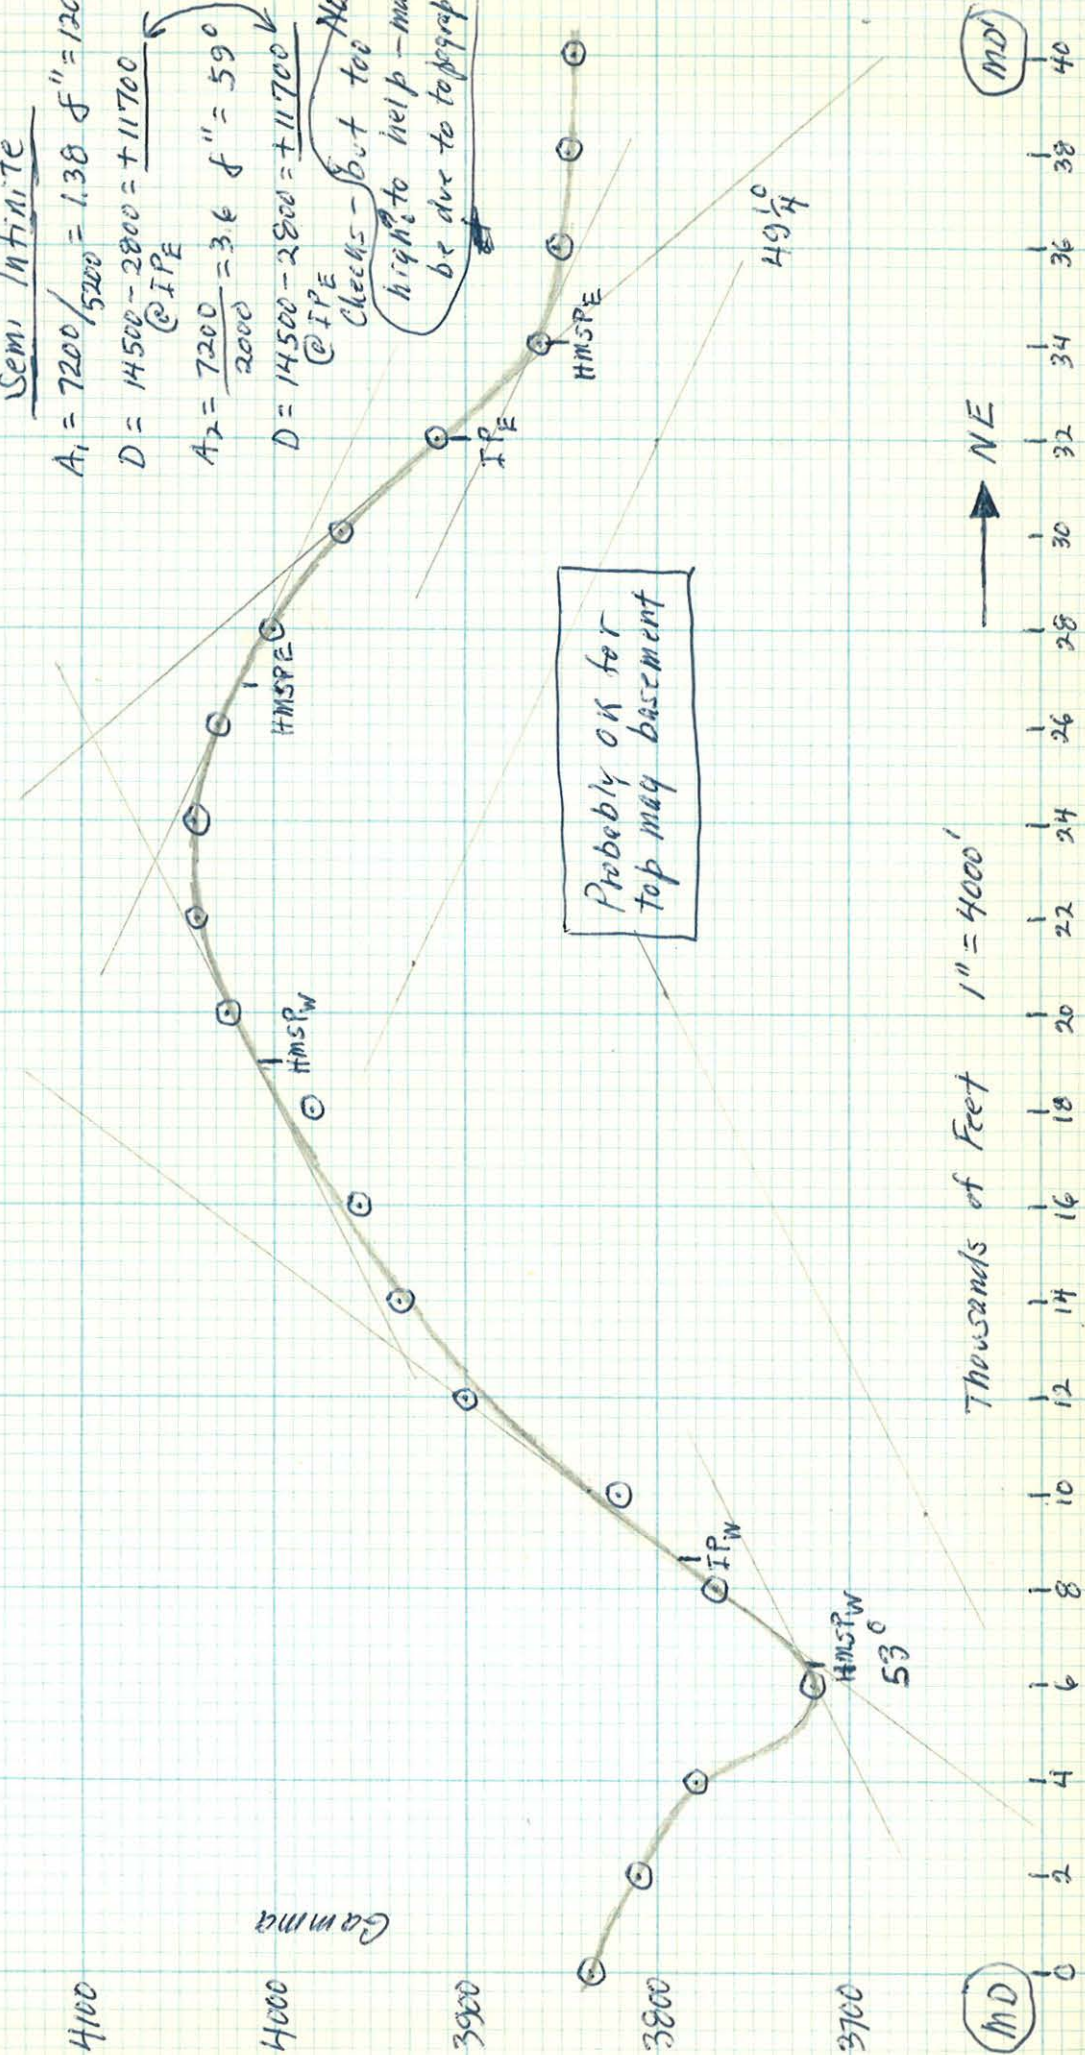 Semi Infinite
A₁ = 7200/5200 = 1.38 f" = 120
D = 14500-2800 = +11700
@ IPE
A₂ = 7200/2000 = 3.6 f" = 59°
D = 14500-2800 = +11700
@ IPE
Checks - but too
high to help - ma
be due to topograp
Gamma
4100
4000
3900
3800
3700
HMSPW
53°
IPW
HMSPW
HMSPE
IPE
HMSPE
49 1/4°
Probably OK for
top mag basement
→ NE
Thousands of Feet 1" = 4000'
MD
MD'
0 2 4 6 8 10 12 14 16 18 20 22 24 26 28 30 32 34 36 38 40